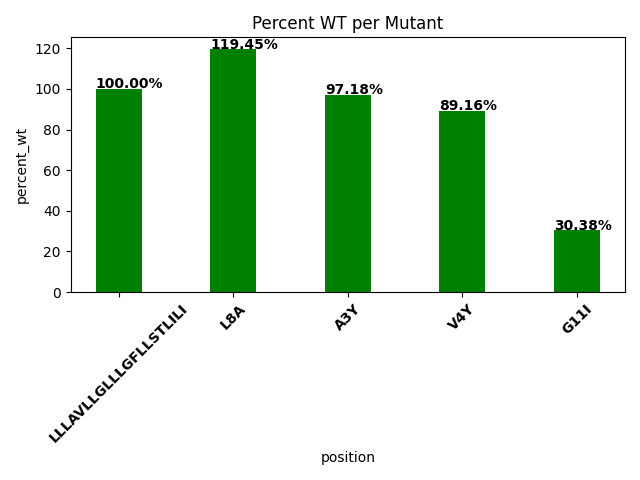 Percent WT per Mutant
percent_wt
120
100
80
60
40
20
0
100.00%
119.45%
97.18%
89.16%
30.38%
LLLAVLLGLLLGFLLSTLILI
L8A
A3Y
V4Y
G11I
position